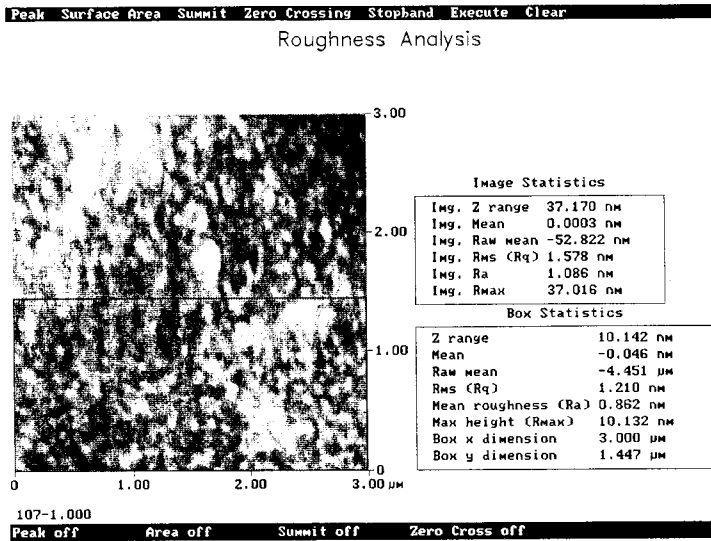 Peak Surface Area Summit Zero Crossing Stopband Execute Clear
Roughness Analysis
3.00
2.00
1.00
0
0 1.00 2.00 3.00 µm
Image Statistics
Img. Z range 37.170 nm
Img. Mean 0.0003 nm
Img. Raw mean -52.822 nm
Img. Rms (Rq) 1.578 nm
Img. Ra 1.086 nm
Img. Rmax 37.016 nm
Box Statistics
Z range 10.142 nm
Mean -0.046 nm
Raw mean -4.451 µm
Rms (Rq) 1.210 nm
Mean roughness (Ra) 0.862 nm
Max height (Rmax) 10.132 nm
Box x dimension 3.000 µm
Box y dimension 1.447 µm
107-1.000
Peak off Area off Summit off Zero Cross off